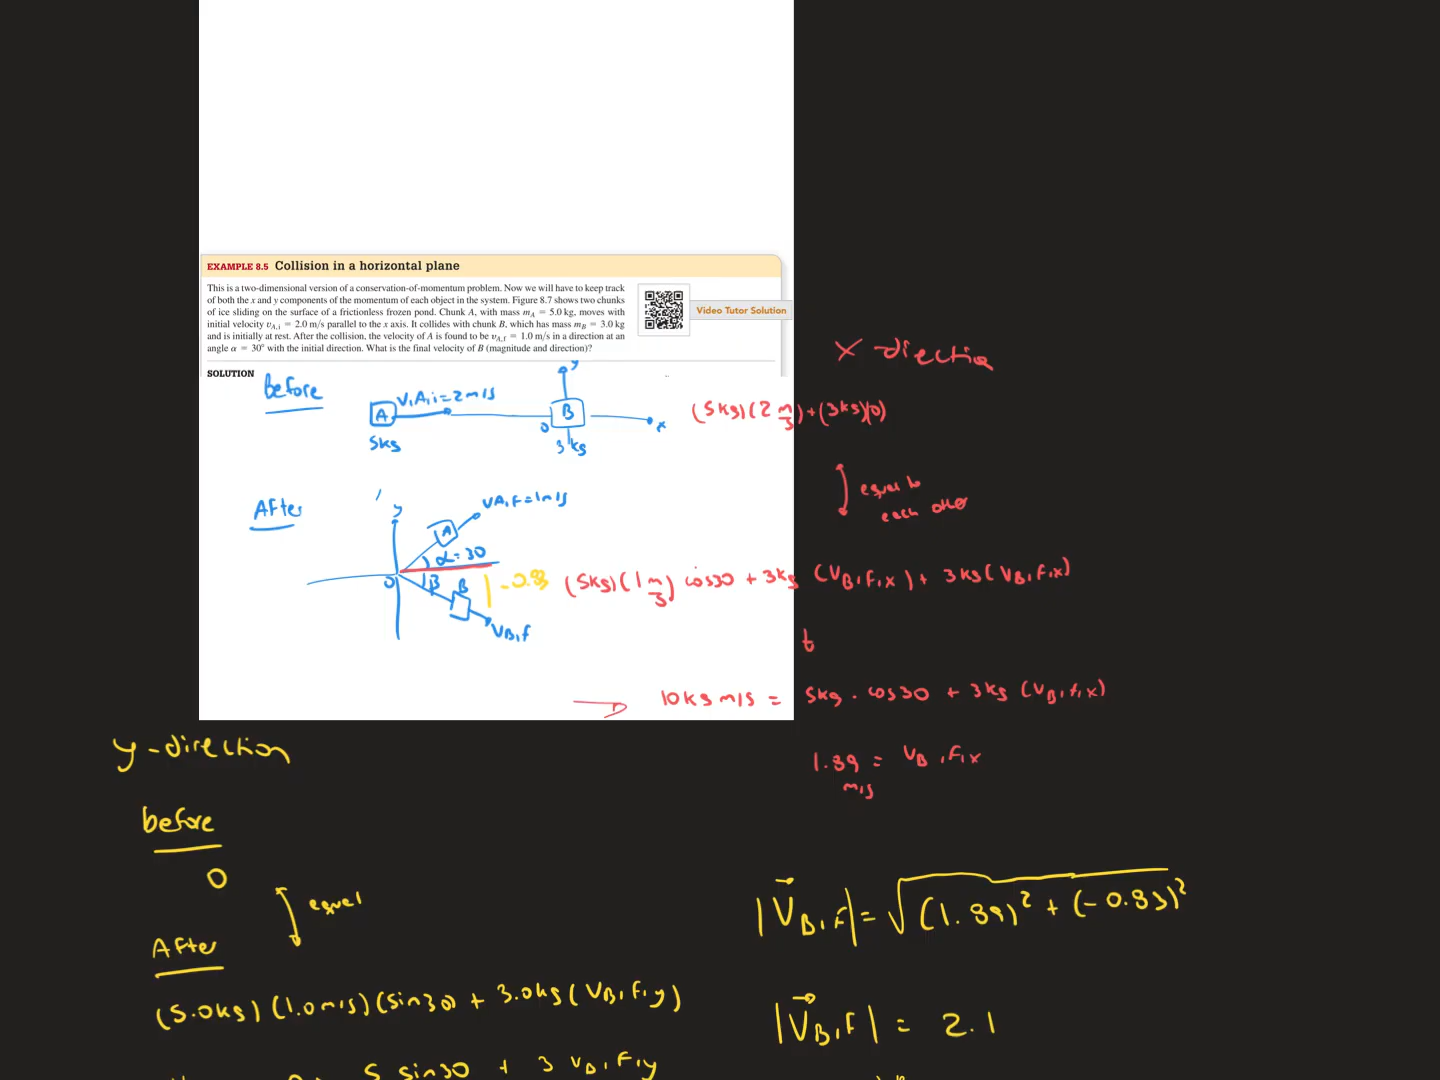 EXAMPLE 8.5 Collision in a horizontal plane
This is a two-dimensional version of a conservation-of-momentum problem. Now we will have to keep track
of both the x and y components of the momentum of each object in the system. Figure 8.7 shows two chunks
of ice sliding on the surface of a frictionless frozen pond. Chunk A, with mass mA = 5.0 kg, moves with
initial velocity vA,i = 2.0 m/s parallel to the x axis. It collides with chunk B, which has mass mB = 3.0 kg
and is initially at rest. After the collision, the velocity of A is found to be vA,f = 1.0 m/s in a direction at an
angle α = 30° with the initial direction. What is the final velocity of B (magnitude and direction)?
Video Tutor Solution
SOLUTION
before
V,A,i=2m/s
A
5kg
y
B
0
3kg
x
x direction
(5kg)(2 m/s)+(3kg)(0)
equal to
each other
After
y
VA,F=1m/s
A
α=30
0
B
B
VB,f
-0.83
(5kg)(1 m/s) cos30 + 3kg (VB,F,x) + 3kg(VB,F,x)
t
10kg m/s = 5kg . cos30 + 3kg (VB,f,x)
1.89 = VB,F,x
m/s
y-direction
before
0
equal
After
(5.0kg)(1.0m/s)(sin30) + 3.0kg(VB,F,y)
5 sin30 + 3 VB,F,y
|VB,F|= √(1.89)² + (-0.83)²
|VB,F| = 2.1